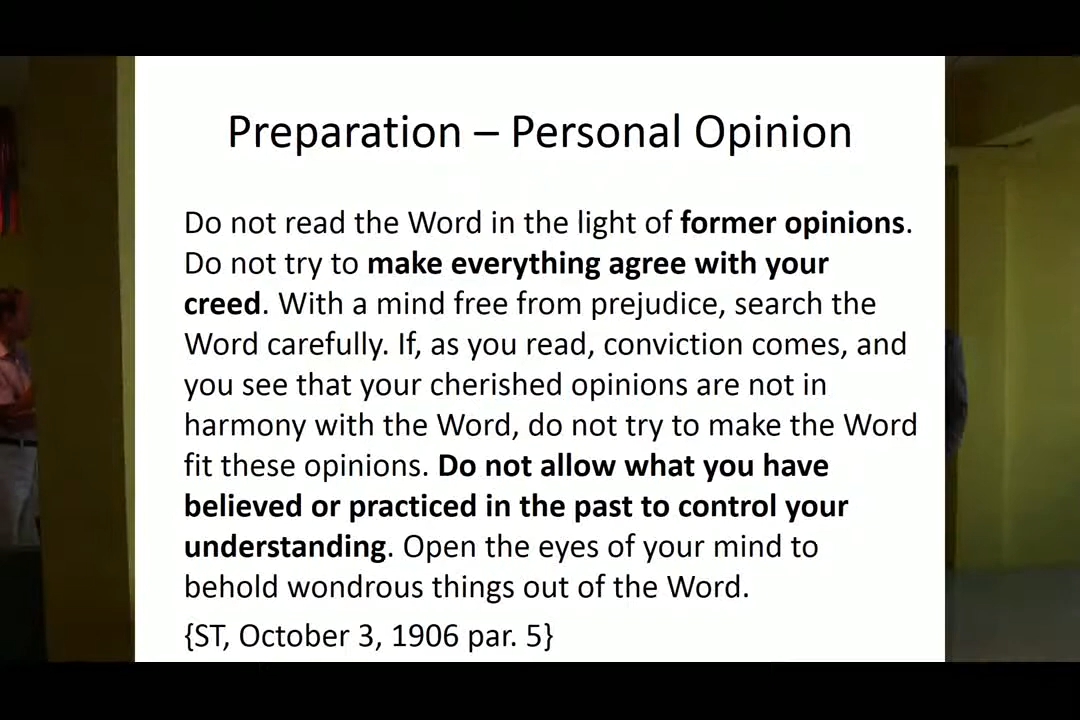 Preparation – Personal Opinion
Do not read the Word in the light of former opinions.
Do not try to make everything agree with your
creed. With a mind free from prejudice, search the
Word carefully. If, as you read, conviction comes, and
you see that your cherished opinions are not in
harmony with the Word, do not try to make the Word
fit these opinions. Do not allow what you have
believed or practiced in the past to control your
understanding. Open the eyes of your mind to
behold wondrous things out of the Word.
{ST, October 3, 1906 par. 5}